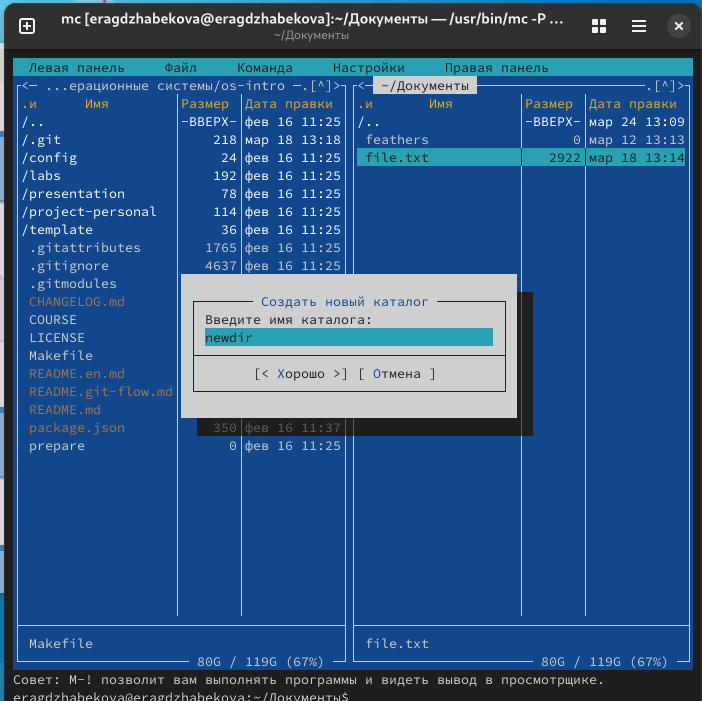 mc [eragdzhabekova@eragdzhabekova]:~/Документы — /usr/bin/mc -P …
~/Документы
Левая панель Файл Команда Настройки Правая панель
<— ...ерационные системы/os-intro —.[^]>
.и Имя Размер Дата правки
/.. -ВВЕРХ- фев 16 11:25
/.git 218 мар 18 13:18
/config 24 фев 16 11:25
/labs 192 фев 16 11:25
/presentation 78 фев 16 11:25
/project-personal 114 фев 16 11:25
/template 36 фев 16 11:25
.gitattributes 1765 фев 16 11:25
.gitignore 4637 фев 16 11:25
.gitmodules
CHANGELOG.md
COURSE
LICENSE
Makefile
README.en.md
README.git-flow.md
README.md
package.json 350 фев 16 11:37
prepare 0 фев 16 11:25
Makefile
80G / 119G (67%)
<— ~/Документы —.[^]>
.и Имя Размер Дата правки
/.. -ВВЕРХ- мар 24 13:09
feathers 0 мар 12 13:13
file.txt 2922 мар 18 13:14
file.txt
80G / 119G (67%)
Создать новый каталог
Введите имя каталога:
newdir
[< Хорошо >] [ Отмена ]
Совет: M-! позволит вам выполнять программы и видеть вывод в просмотрщике.
eragdzhabekova@eragdzhabekova:~/Документы$